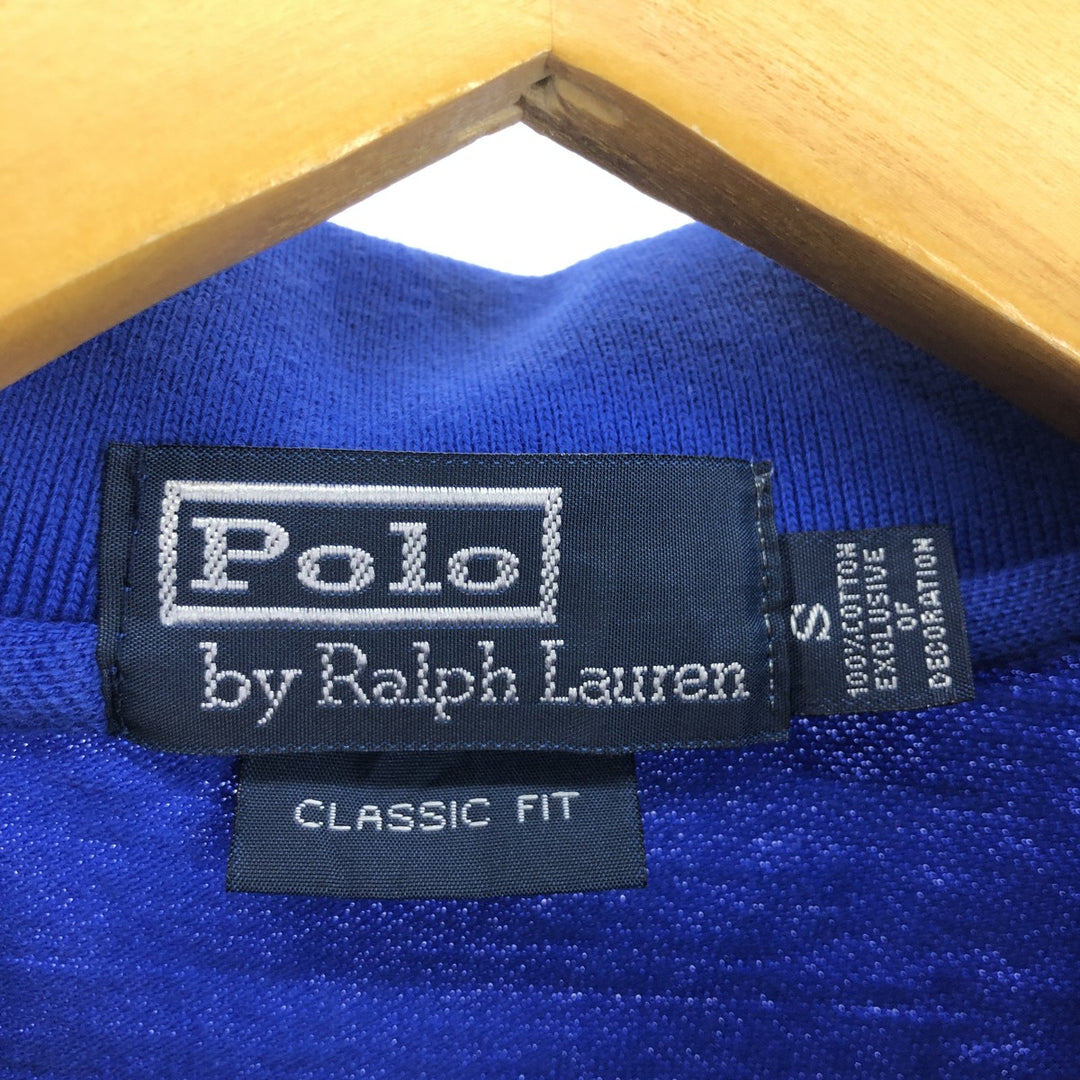 Polo
by Ralph Lauren
S
100% COTTON
EXCLUSIVE
OF
DECORATION
CLASSIC FIT